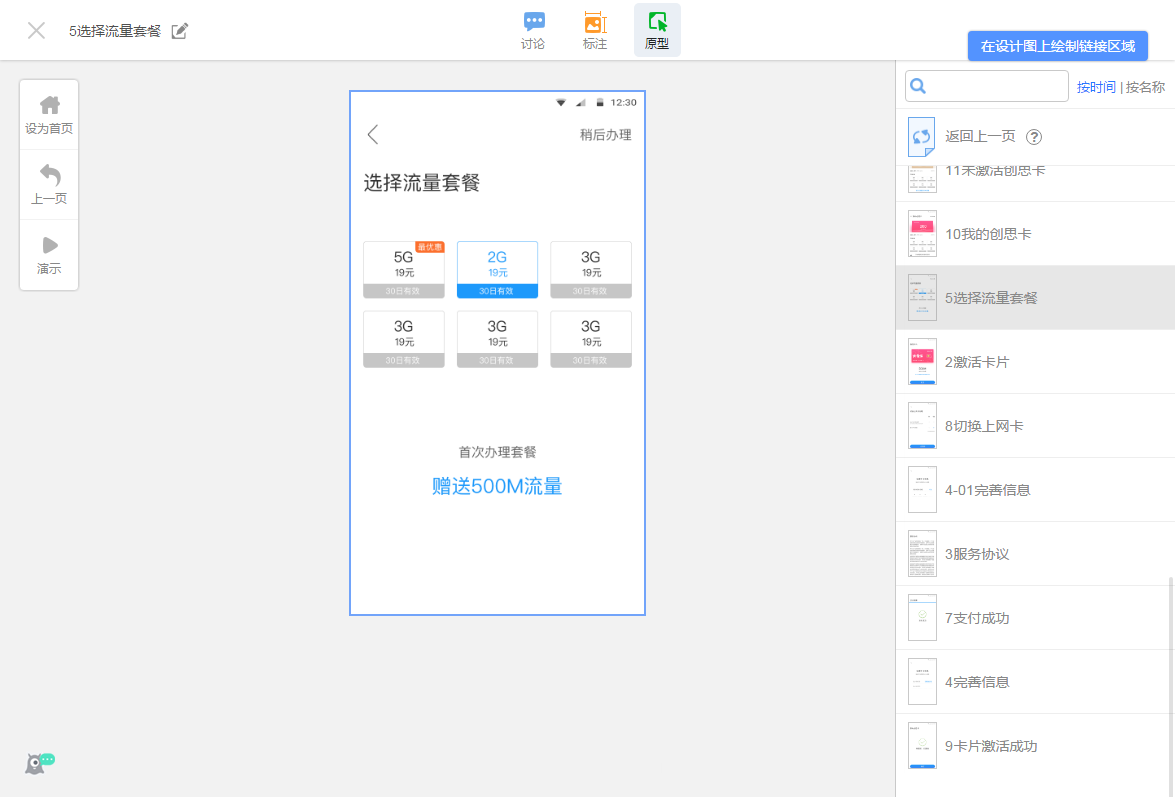 5选择流量套餐
讨论
标注
原型
在设计图上绘制链接区域
设为首页
上一页
演示
12:30
稍后办理
选择流量套餐
5G 最优惠
19元
30日有效
2G
19元
30日有效
3G
19元
30日有效
3G
19元
30日有效
3G
19元
30日有效
3G
19元
30日有效
首次办理套餐
赠送500M流量
按时间 | 按名称
返回上一页 ?
11未激活创思卡
10我的创思卡
5选择流量套餐
2激活卡片
8切换上网卡
4-01完善信息
3服务协议
7支付成功
4完善信息
9卡片激活成功